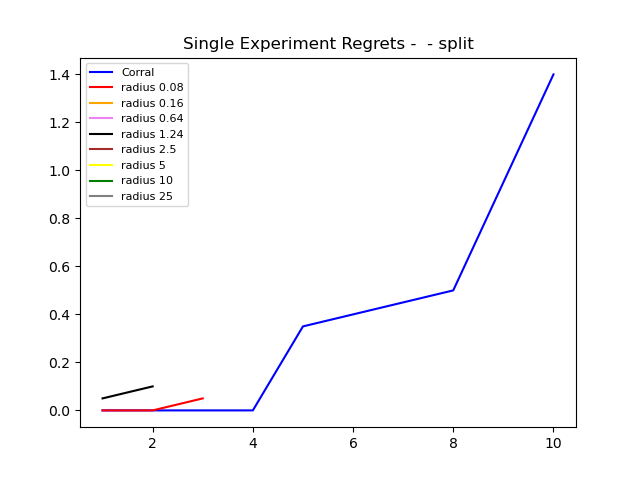 Single Experiment Regrets -  - split
Corral
radius 0.08
radius 0.16
radius 0.64
radius 1.24
radius 2.5
radius 5
radius 10
radius 25
1.4
1.2
1.0
0.8
0.6
0.4
0.2
0.0
2 4 6 8 10